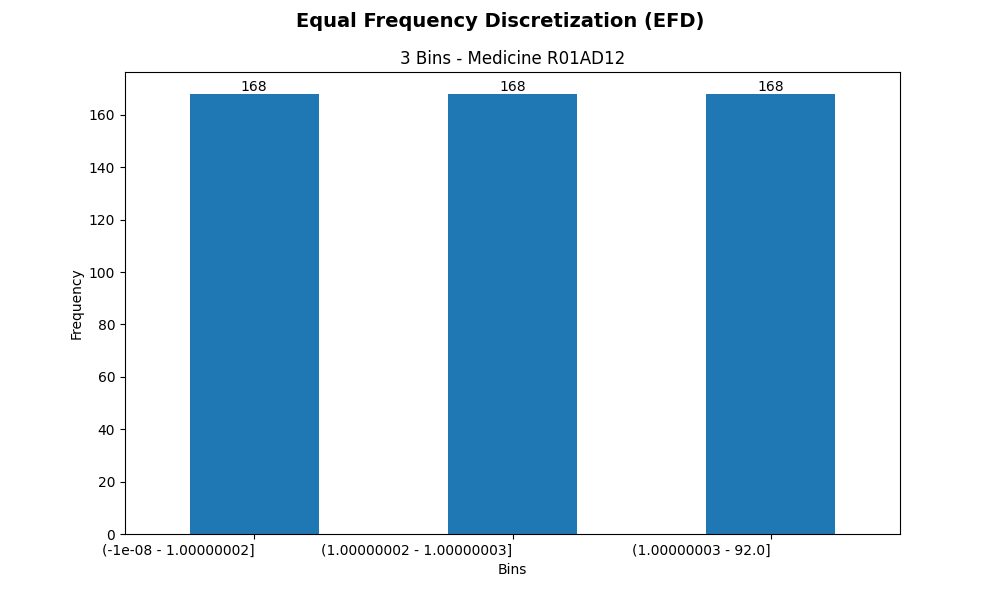 Equal Frequency Discretization (EFD)
3 Bins - Medicine R01AD12
168 168 168
Frequency
160
140
120
100
80
60
40
20
0
(-1e-08 - 1.00000002] (1.00000002 - 1.00000003] (1.00000003 - 92.0]
Bins